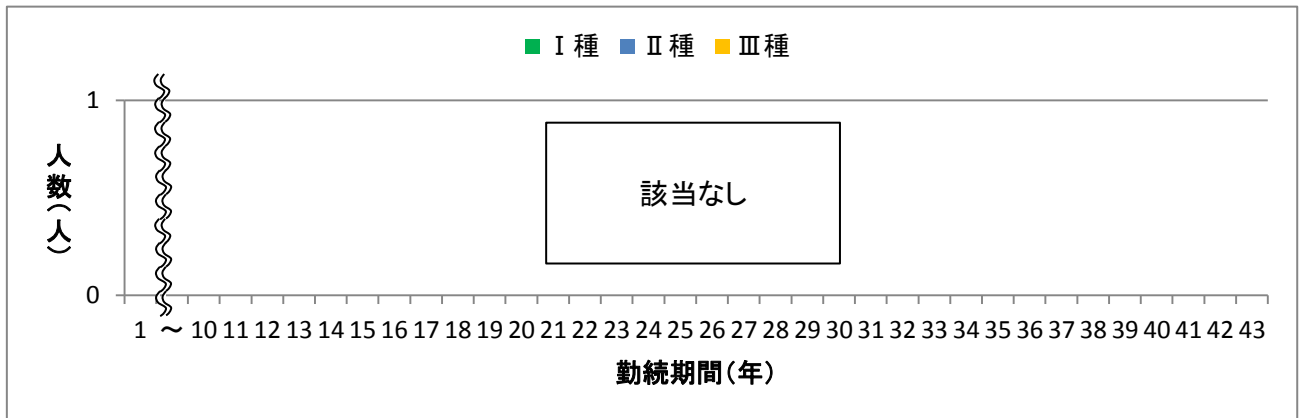 Ⅰ種 Ⅱ種 Ⅲ種
1
人数(人)
該当なし
0
1 ～ 10 11 12 13 14 15 16 17 18 19 20 21 22 23 24 25 26 27 28 29 30 31 32 33 34 35 36 37 38 39 40 41 42 43
勤続期間(年)